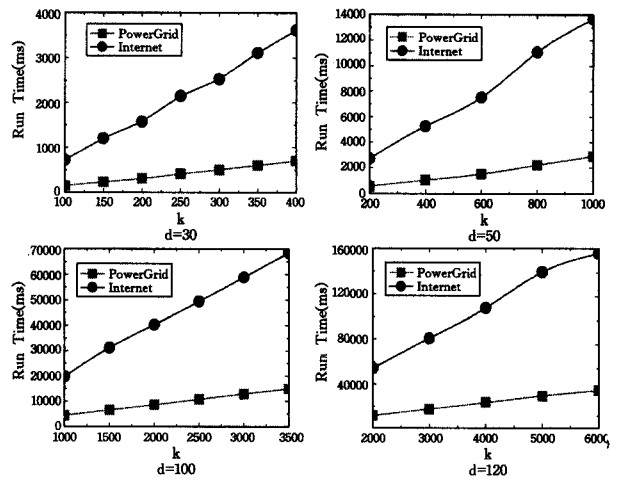 4000
3000
2000
1000
0
Run Time(ms)
PowerGrid
Internet
100 150 200 250 300 350 400
k
d=30
14000
12000
10000
8000
6000
4000
2000
0
Run Time(ms)
PowerGrid
Internet
200 400 600 800 1000
k
d=50
70000
60000
50000
40000
30000
20000
10000
0
Run Time(ms)
PowerGrid
Internet
1000 1500 2000 2500 3000 3500
k
d=100
160000
120000
80000
40000
Run Time(ms)
PowerGrid
Internet
2000 3000 4000 5000 6000
k
d=120